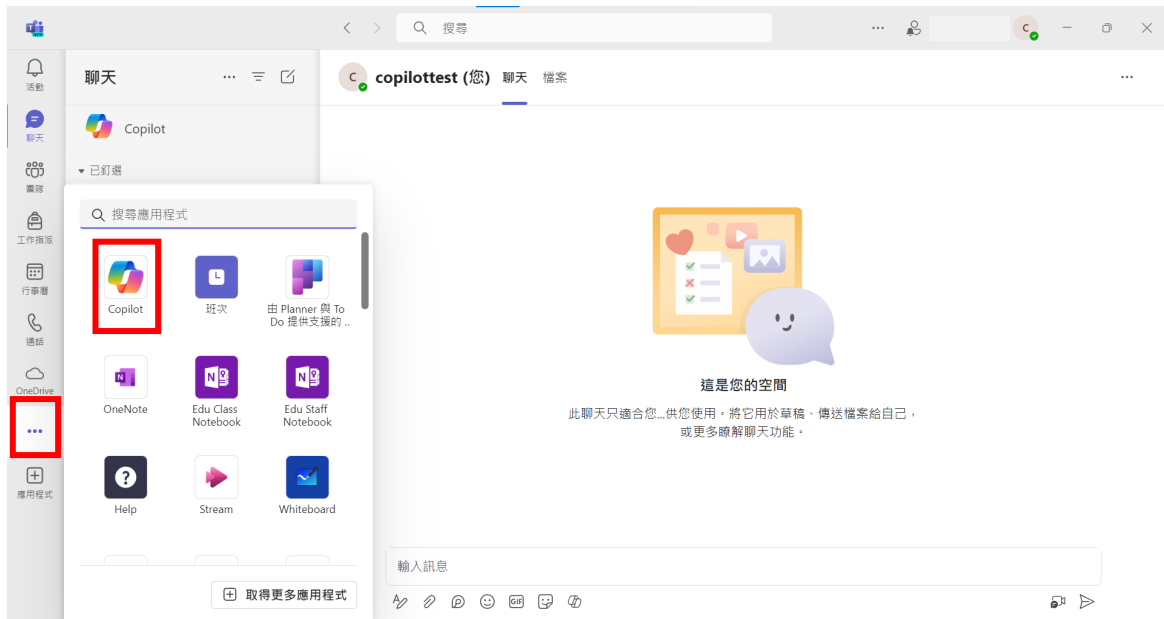 搜尋
C
活動
聊天
團隊
工作指派
行事曆
通話
OneDrive
應用程式
聊天
Copilot
已釘選
搜尋應用程式
Copilot
班次
由 Planner 與 To
Do 提供支援的 ..
OneNote
Edu Class
Notebook
Edu Staff
Notebook
Help
Stream
Whiteboard
取得更多應用程式
C
copilottest (您)
聊天
檔案
這是您的空間
此聊天只適合您...供您使用。將它用於草稿、傳送檔案給自己，
或更多瞭解聊天功能。
輸入訊息
GIF